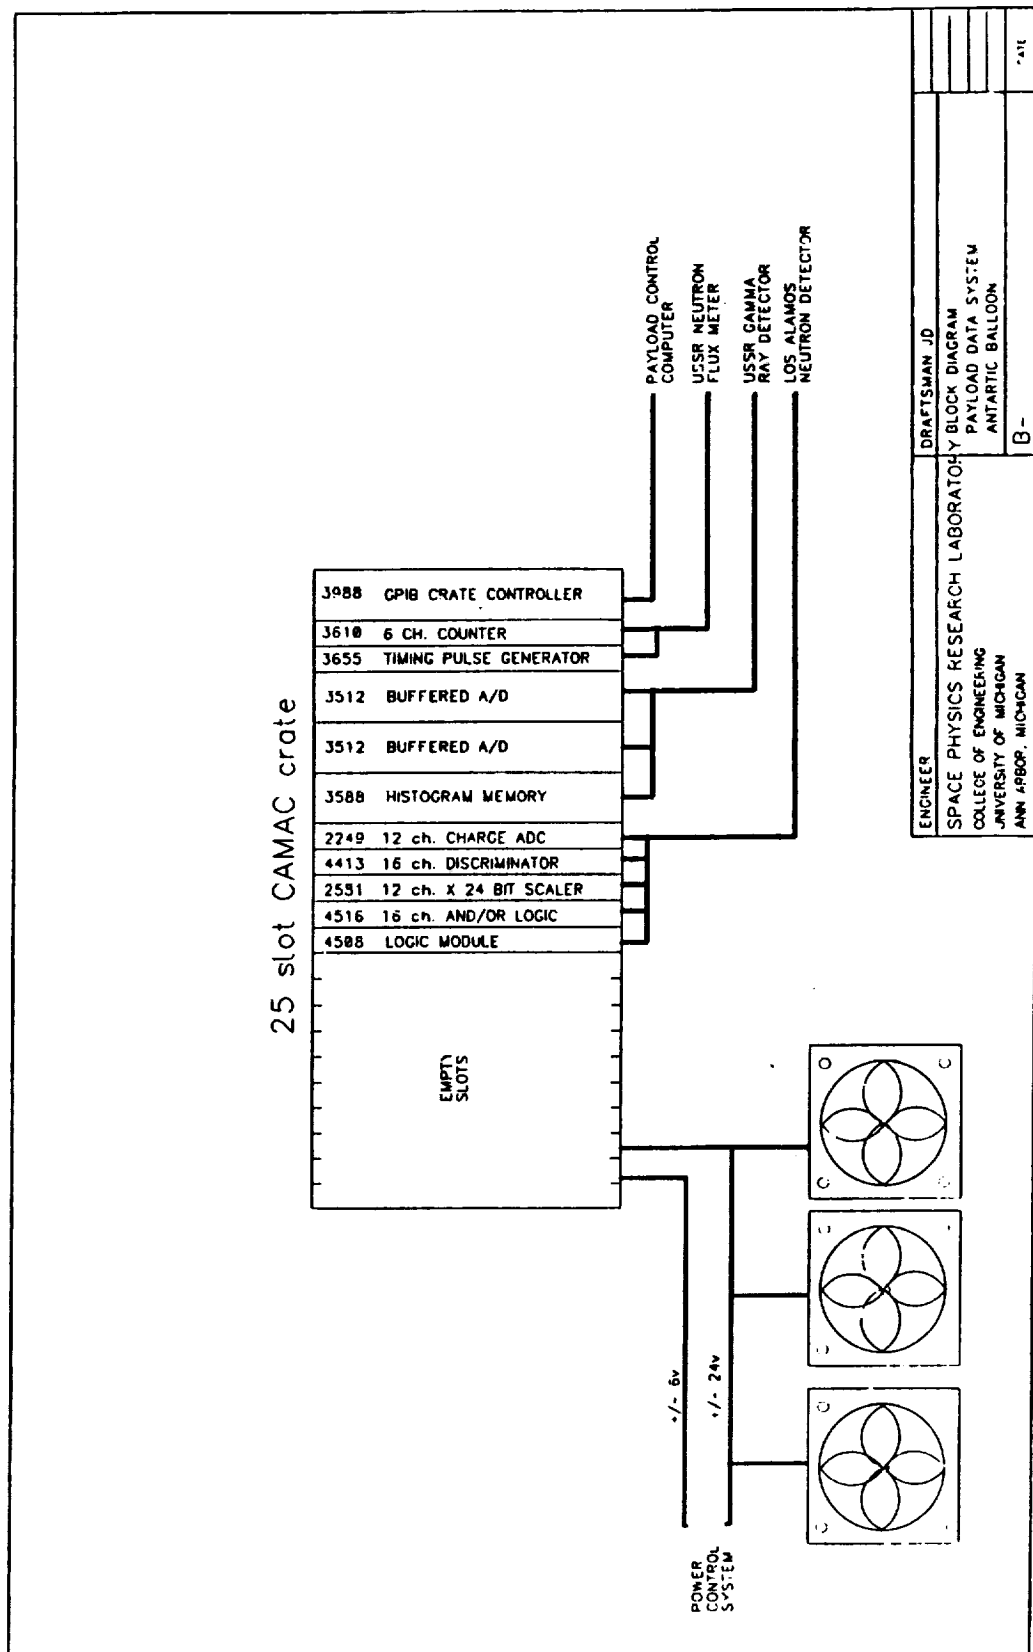 25 slot CAMAC crate
3988 GPIB CRATE CONTROLLER
3610 6 CH. COUNTER
3655 TIMING PULSE GENERATOR
3512 BUFFERED A/D
3512 BUFFERED A/D
3588 HISTOGRAM MEMORY
2249 12 ch. CHARGE ADC
4413 16 ch. DISCRIMINATOR
2551 12 ch. X 24 BIT SCALER
4516 16 ch. AND/OR LOGIC
4508 LOGIC MODULE
EMPTY
SLOTS
PAYLOAD CONTROL
COMPUTER
USSR NEUTRON
FLUX METER
USSR GAMMA
RAY DETECTOR
LOS ALAMOS
NEUTRON DETECTOR
+/- 6v
+/- 24v
POWER
CONTROL
SYSTEM
ENGINEER
DRAFTSMAN JD
SPACE PHYSICS RESEARCH LABORATORY
COLLEGE OF ENGINEERING
UNIVERSITY OF MICHIGAN
ANN ARBOR, MICHIGAN
BLOCK DIAGRAM
PAYLOAD DATA SYSTEM
ANTARTIC BALLOON
B-
DATE